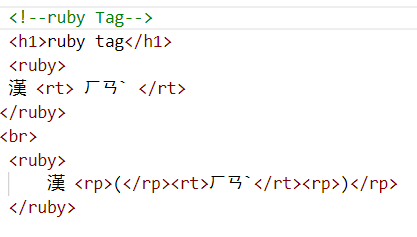 <!--ruby Tag-->
<h1>ruby tag</h1>
<ruby>
漢 <rt> ㄏㄢˋ </rt>
</ruby>
<br>
<ruby>
漢 <rp>(</rp><rt>ㄏㄢˋ</rt><rp>)</rp>
</ruby>